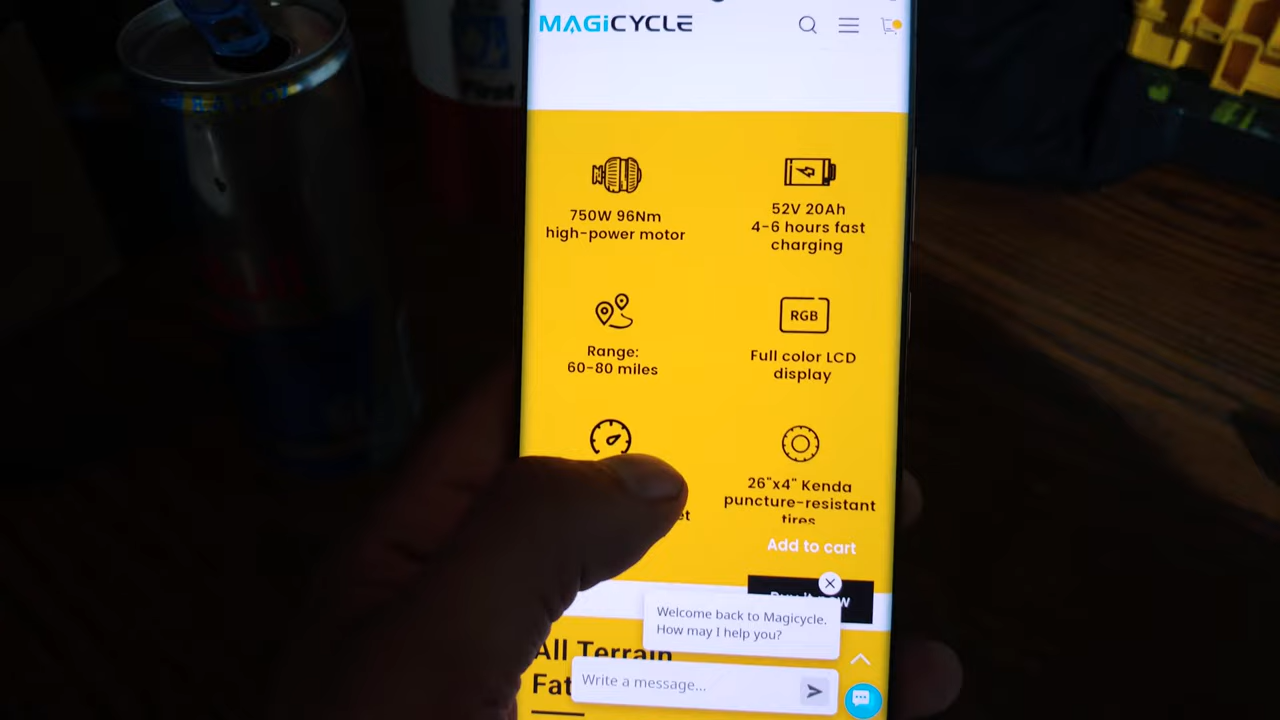 MAGiCYCLE
750W 96Nm
high-power motor
52V 20Ah
4-6 hours fast
charging
Range:
60-80 miles
RGB
Full color LCD
display
26"x4" Kenda
puncture-resistant
tires
Add to cart
Welcome back to Magicycle.
How may I help you?
All Terrain
Fat
Write a message...